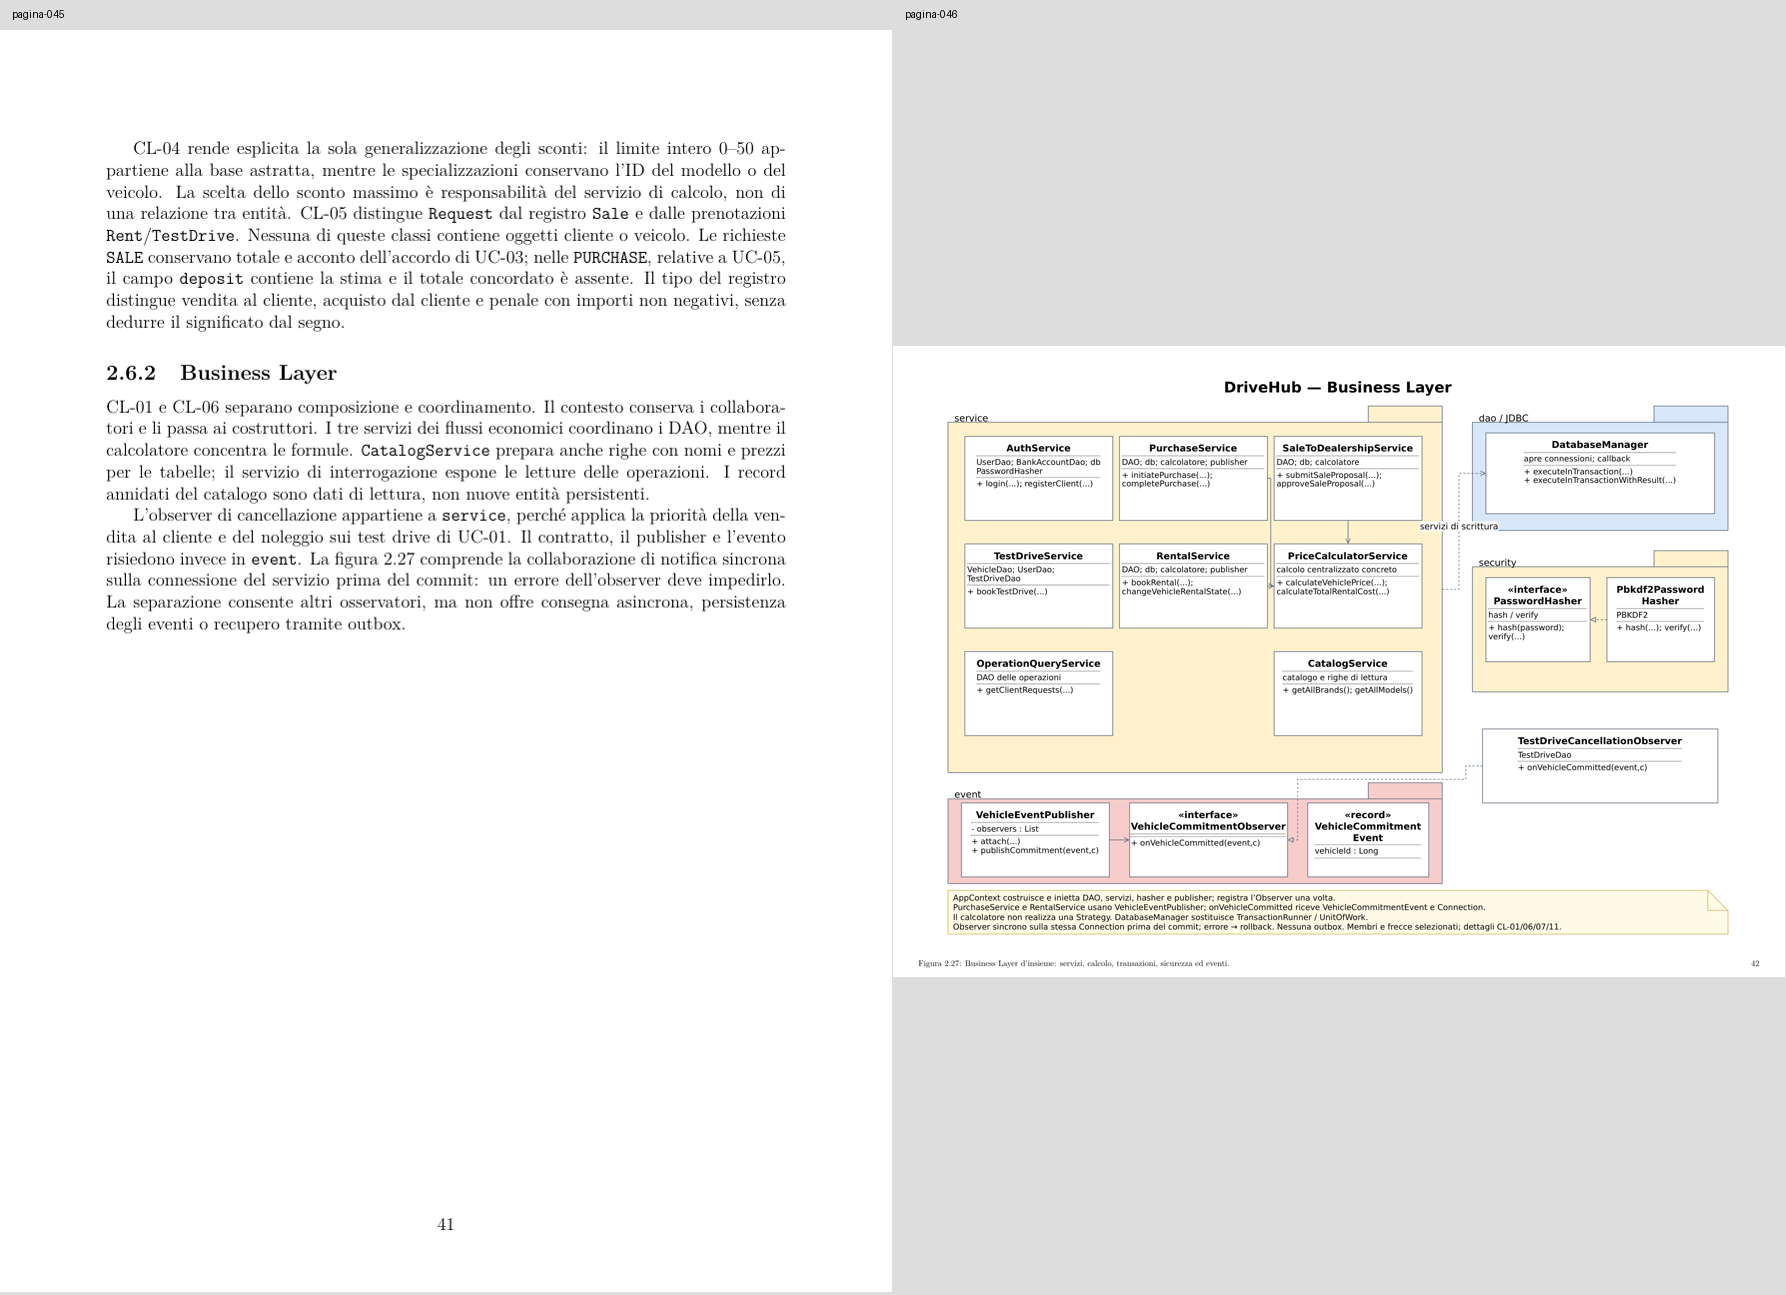 pagina-045
CL-04 rende esplicita la sola generalizzazione degli sconti: il limite intero 0–50 ap-
partiene alla base astratta, mentre le specializzazioni conservano l'ID del modello o del
veicolo. La scelta dello sconto massimo è responsabilità del servizio di calcolo, non di
una relazione tra entità. CL-05 distingue Request dal registro Sale e dalle prenotazioni
Rent/TestDrive. Nessuna di queste classi contiene oggetti cliente o veicolo. Le richieste
SALE conservano totale e acconto dell'accordo di UC-03; nelle PURCHASE, relative a UC-05,
il campo deposit contiene la stima e il totale concordato è assente. Il tipo del registro
distingue vendita al cliente, acquisto dal cliente e penale con importi non negativi, senza
dedurre il significato dal segno.
2.6.2 Business Layer
CL-01 e CL-06 separano composizione e coordinamento. Il contesto conserva i collabora-
tori e li passa ai costruttori. I tre servizi dei flussi economici coordinano i DAO, mentre il
calcolatore concentra le formule. CatalogService prepara anche righe con nomi e prezzi
per le tabelle; il servizio di interrogazione espone le letture delle operazioni. I record
annidati del catalogo sono dati di lettura, non nuove entità persistenti.
L'observer di cancellazione appartiene a service, perché applica la priorità della ven-
dita al cliente e del noleggio sui test drive di UC-01. Il contratto, il publisher e l'evento
risiedono invece in event. La figura 2.27 comprende la collaborazione di notifica sincrona
sulla connessione del servizio prima del commit: un errore dell'observer deve impedirlo.
La separazione consente altri osservatori, ma non offre consegna asincrona, persistenza
degli eventi o recupero tramite outbox.
41
pagina-046
DriveHub — Business Layer
service
AuthService
UserDao; BankAccountDao; db
PasswordHasher
+ login(...); registerClient(...)
PurchaseService
DAO; db; calcolatore; publisher
+ initiatePurchase(...);
completePurchase(...)
SaleToDealershipService
DAO; db; calcolatore
+ submitSaleProposal(...);
approveSaleProposal(...)
TestDriveService
VehicleDao; UserDao;
TestDriveDao
+ bookTestDrive(...)
RentalService
DAO; db; calcolatore; publisher
+ bookRental(...);
changeVehicleRentalState(...)
PriceCalculatorService
calcolo centralizzato concreto
+ calculateVehiclePrice(...);
calculateTotalRentalCost(...)
OperationQueryService
DAO delle operazioni
+ getClientRequests(...)
CatalogService
catalogo e righe di lettura
+ getAllBrands(); getAllModels()
dao / JDBC
DatabaseManager
apre connessioni; callback
+ executeInTransaction(...)
+ executeInTransactionWithResult(...)
servizi di scrittura
security
«interface»
PasswordHasher
hash / verify
+ hash(password);
verify(...)
Pbkdf2Password
Hasher
PBKDF2
+ hash(...); verify(...)
TestDriveCancellationObserver
TestDriveDao
+ onVehicleCommitted(event,c)
event
VehicleEventPublisher
- observers : List
+ attach(...)
+ publishCommitment(event,c)
«interface»
VehicleCommitmentObserver
+ onVehicleCommitted(event,c)
«record»
VehicleCommitment
Event
vehicleId : Long
AppContext costruisce e inietta DAO, servizi, hasher e publisher; registra l'Observer una volta.
PurchaseService e RentalService usano VehicleEventPublisher; onVehicleCommitted riceve VehicleCommitmentEvent e Connection.
Il calcolatore non realizza una Strategy. DatabaseManager sostituisce TransactionRunner / UnitOfWork.
Observer sincrono sulla stessa Connection prima del commit; errore → rollback. Nessuna outbox. Membri e frecce selezionati; dettagli CL-01/06/07/11.
Figura 2.27: Business Layer d'insieme: servizi, calcolo, transazioni, sicurezza ed eventi.
42